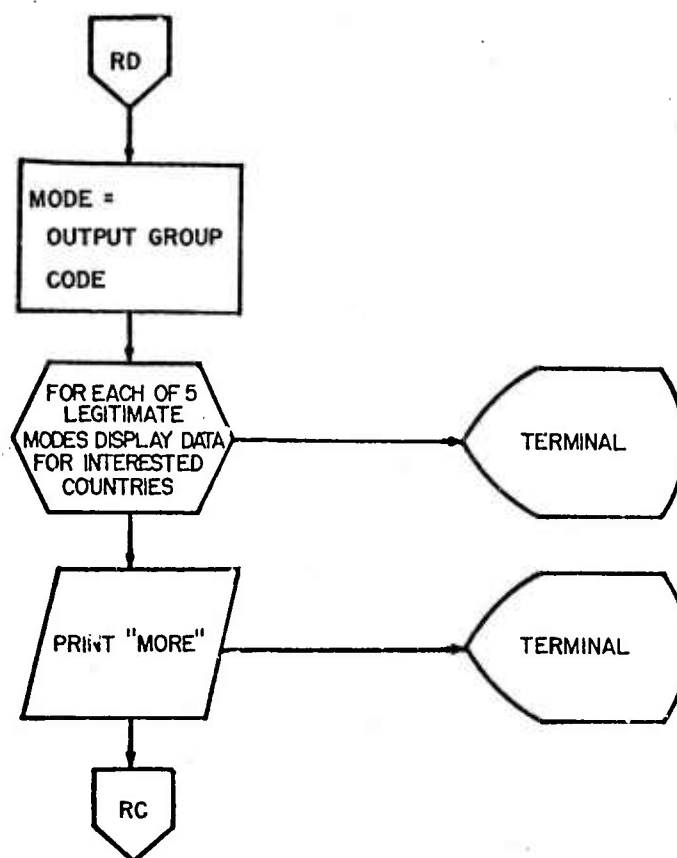 RD
MODE =
OUTPUT GROUP
CODE
FOR EACH OF 5
LEGITIMATE
MODES DISPLAY DATA
FOR INTERESTED
COUNTRIES
TERMINAL
PRINT "MORE"
TERMINAL
RC